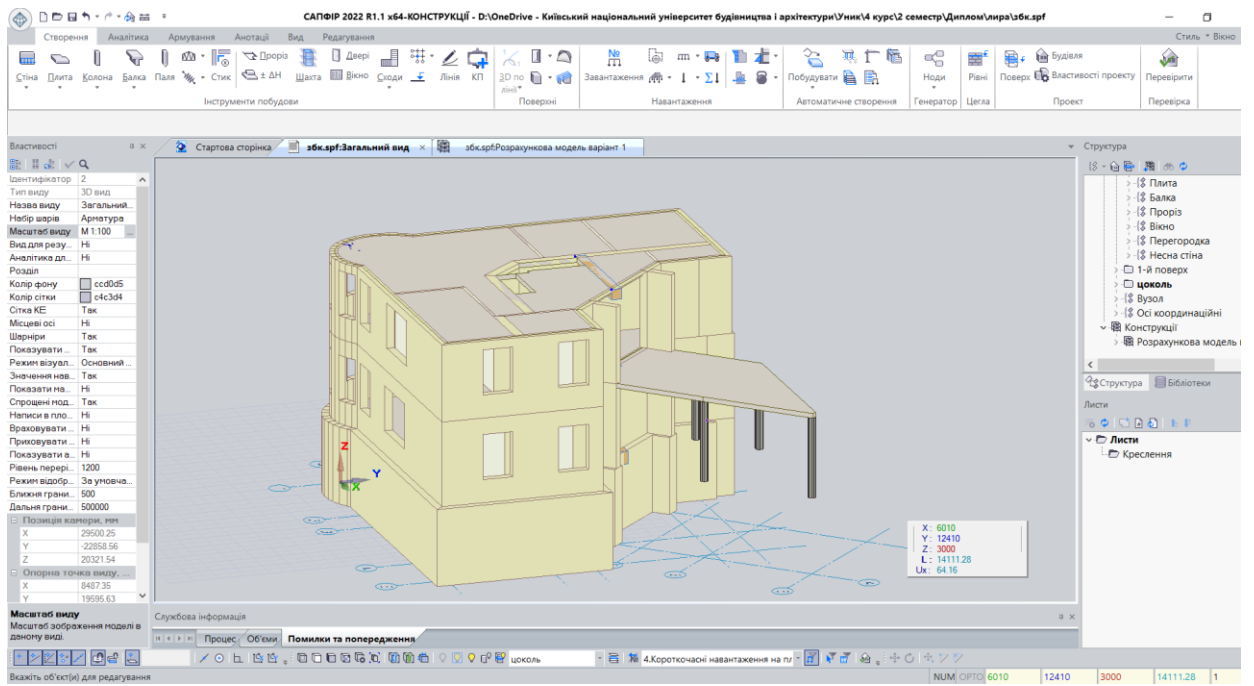 САПФІР 2022 R1.1 x64-КОНСТРУКЦІЇ - D:\OneDrive - Київський національний університет будівництва і архітектури\Уник\4 курс\2 семестр\Диплом\лира\збк.spf
Створення Аналітика Армування Анотації Вид Редагування Стиль Вікно
Проріз Двері Будівля
Стіна Плита Колона Балка Паля Стик ± ΔН Шахта Вікно Сходи Лінія КП 3D по лінії Завантаження Побудувати Ноди Рівні Поверх Властивості проекту Перевірити
Інструменти побудови Поверхні Навантаження Автоматичне створення Генератор Цегла Проект Перевірка
Властивості
Стартова сторінка збк.spf:Загальний вид × збк.spf:Розрахункова модель варіант 1
Структура
Ідентифікатор 2
Тип виду 3D вид
Назва виду Загальний...
Набір шарів Арматура
Масштаб виду М 1:100 ...
Вид для резу... Ні
Аналітика дл... Ні
Розділ
Колір фону ccd0d5
Колір сітки c4c3d4
Сітка КЕ Так
Місцеві осі Ні
Шарніри Так
Показувати ... Так
Режим візуал... Основний ...
Значення нав... Так
Показати ма... Ні
Спрощені мод... Так
Написи в пло... Ні
Враховувати ... Ні
Приховувати ... Ні
Показувати а... Ні
Рівень перері... 1200
Режим відобр... За умовча...
Ближня грани... 500
Дальня грани... 500000
Позиція камери, мм
X 29500.25
Y -22858.56
Z 20321.54
Опорна точка виду, ...
X 8487.35
Y 19595.63
Масштаб виду
Масштаб зображення моделі в даному виді.
Z
Y
X
X: 6010
Y: 12410
Z: 3000
L: 14111.28
Ux: 64.16
Плита
Балка
Проріз
Вікно
Перегородка
Несна стіна
1-й поверх
цоколь
Вузол
Осі координаційні
Конструкції
Розрахункова модель
Структура Бібліотеки
Листи
Листи
Креслення
Службова інформація
Процес Об'єми Помилки та попередження
цоколь 4.Короткочасні навантаження на пл
Вкажіть об'єкт(и) для редагування NUM ОРТО 6010 12410 3000 14111.28 1